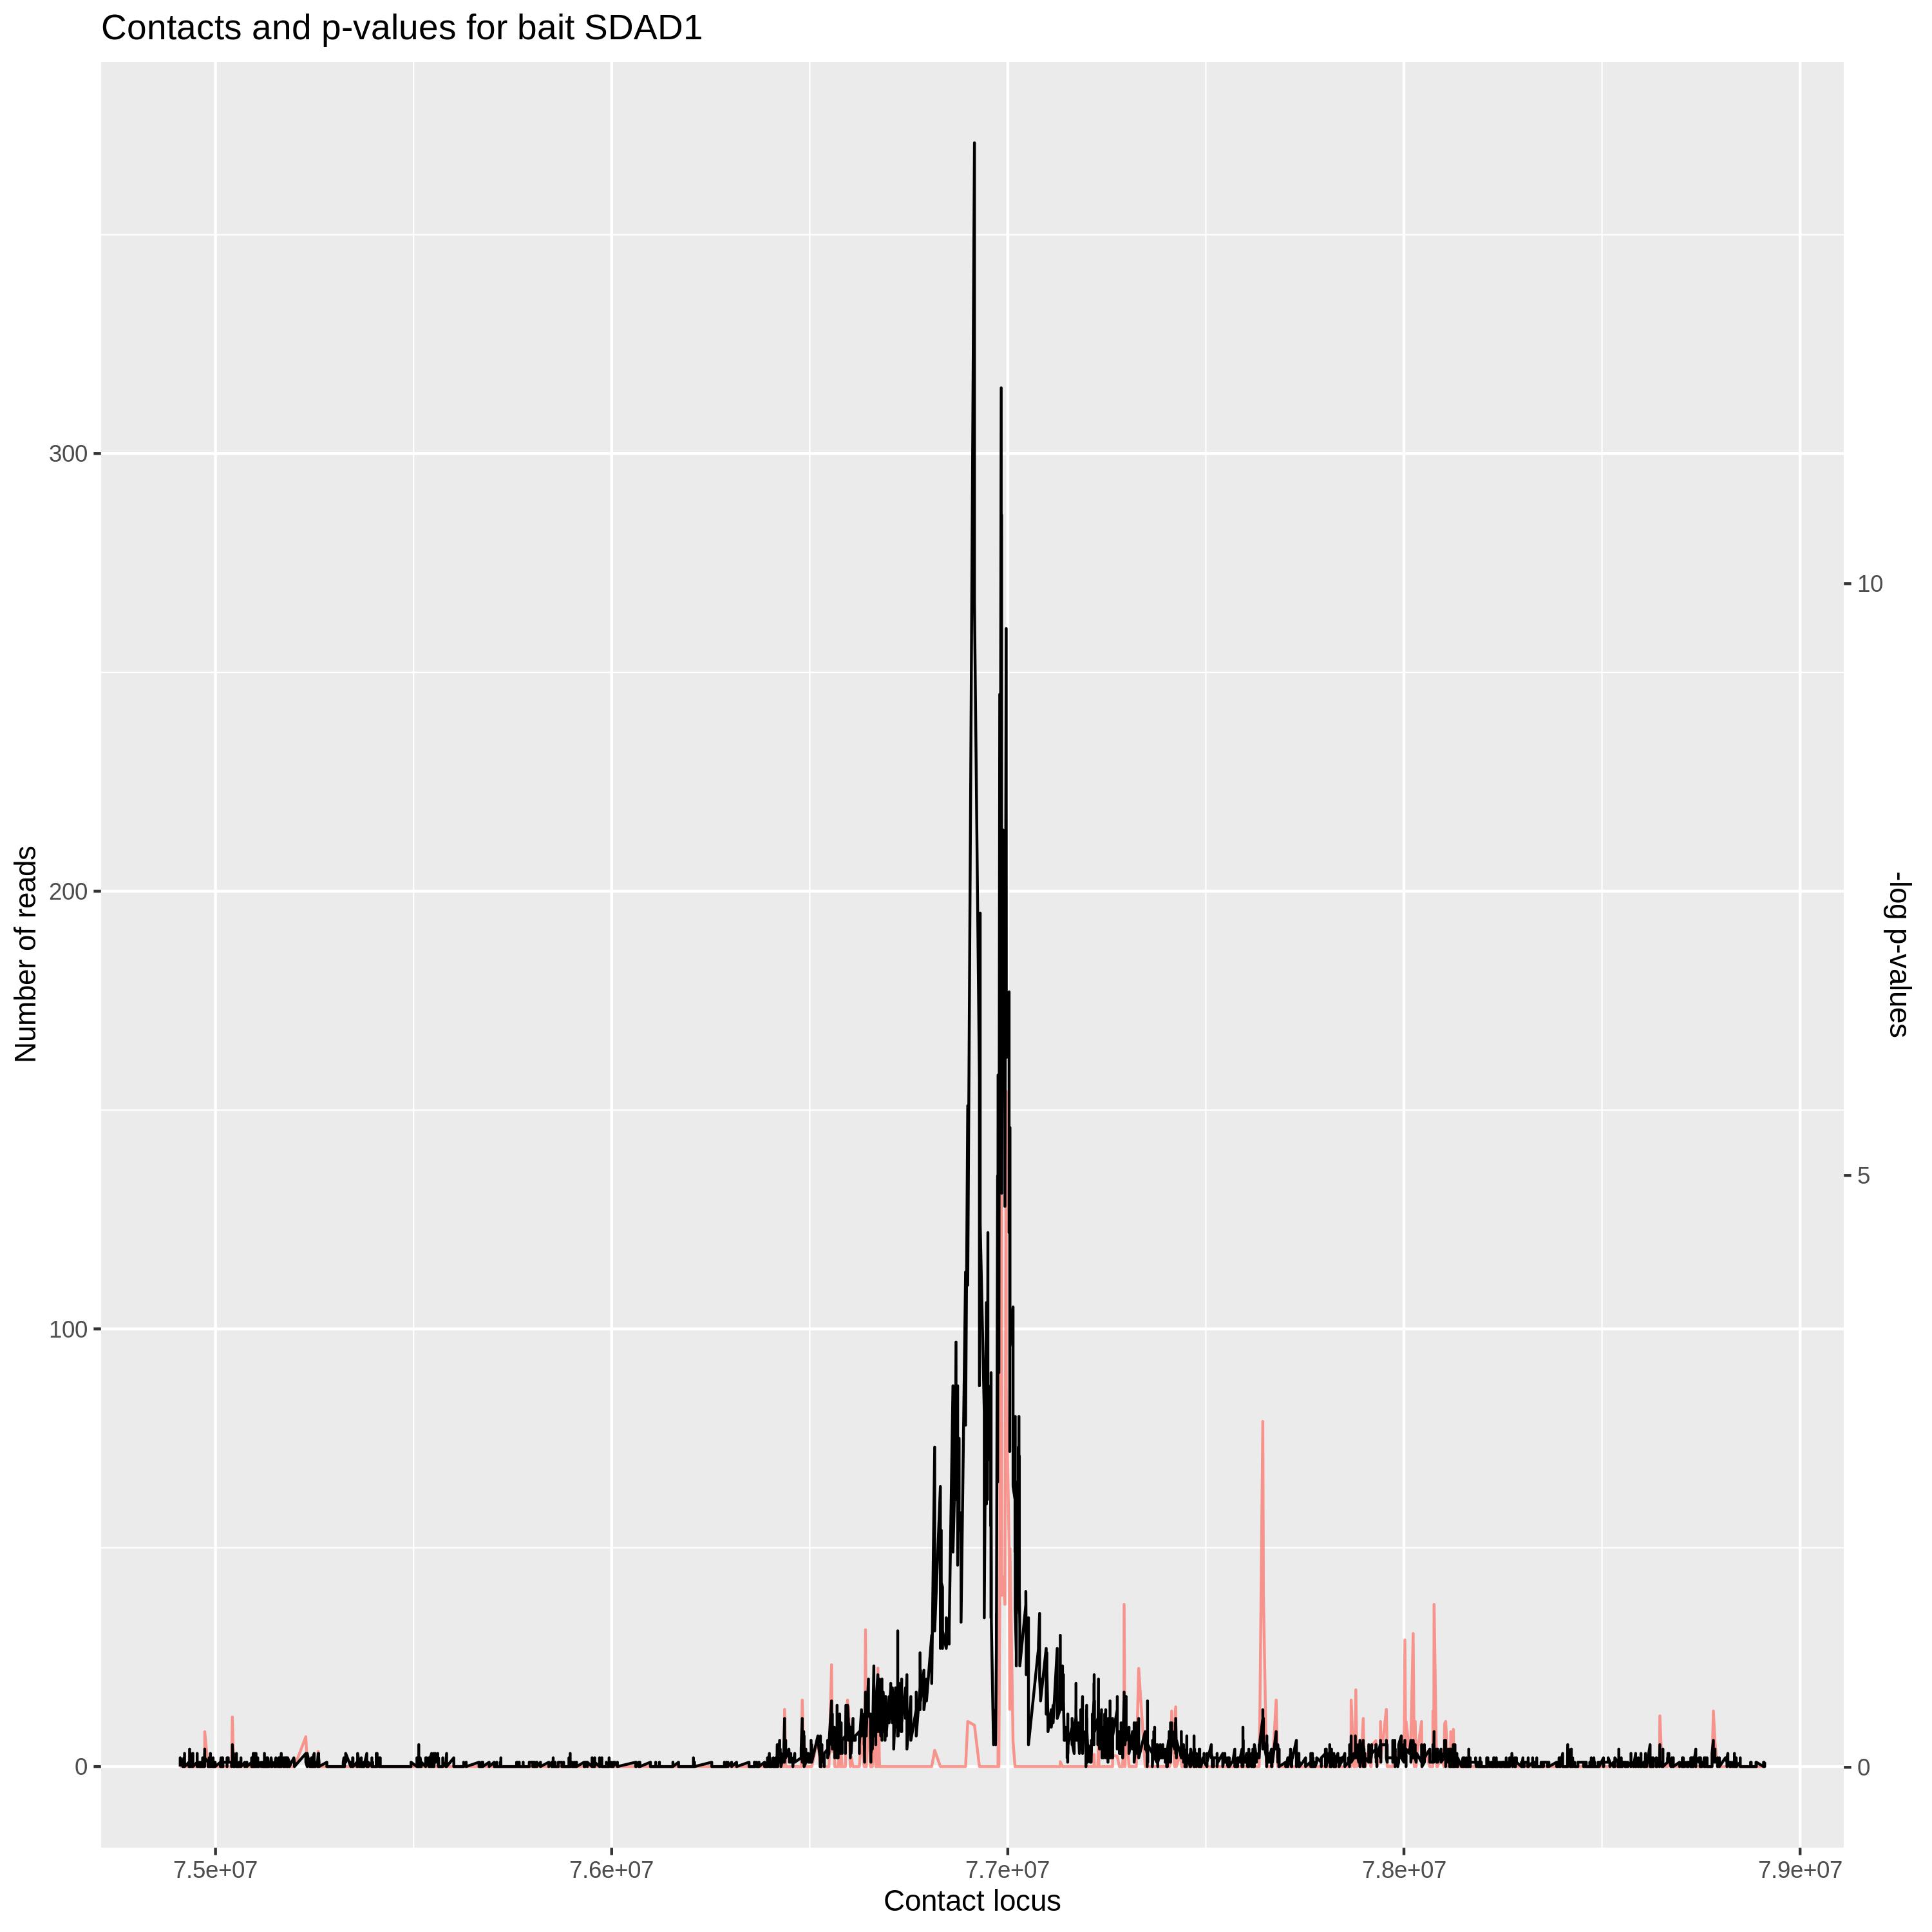 Contacts and p-values for bait SDAD1
Number of reads
300
200
100
0
10
5
0
-log p-values
7.5e+07
7.6e+07
7.7e+07
7.8e+07
7.9e+07
Contact locus